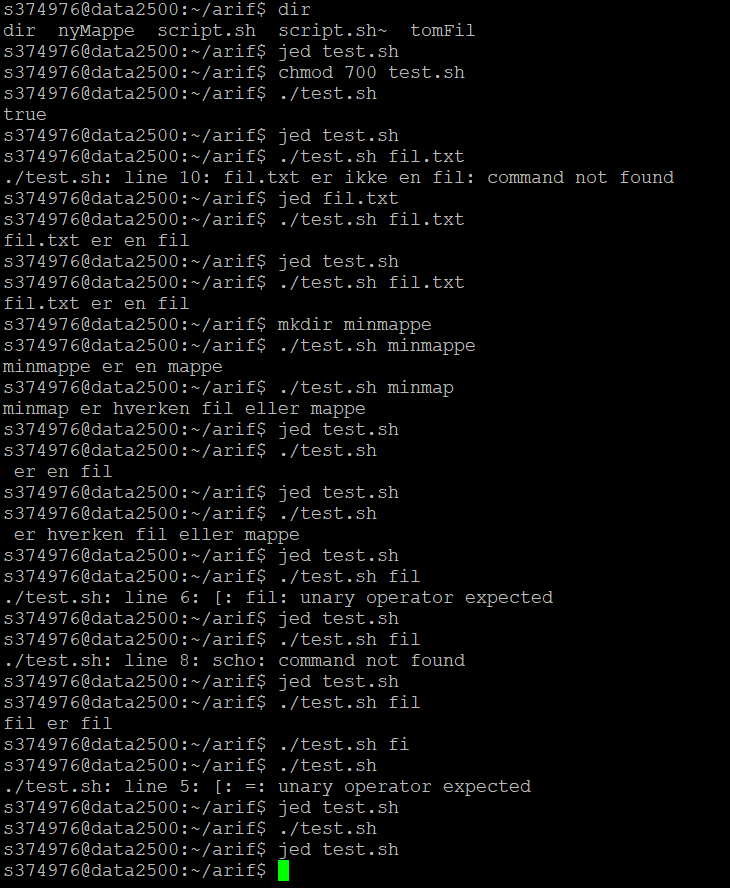 s374976@data2500:~/arif$ dir
dir  nyMappe  script.sh  script.sh~  tomFil
s374976@data2500:~/arif$ jed test.sh
s374976@data2500:~/arif$ chmod 700 test.sh
s374976@data2500:~/arif$ ./test.sh
true
s374976@data2500:~/arif$ jed test.sh
s374976@data2500:~/arif$ ./test.sh fil.txt
./test.sh: line 10: fil.txt er ikke en fil: command not found
s374976@data2500:~/arif$ jed fil.txt
s374976@data2500:~/arif$ ./test.sh fil.txt
fil.txt er en fil
s374976@data2500:~/arif$ jed test.sh
s374976@data2500:~/arif$ ./test.sh fil.txt
fil.txt er en fil
s374976@data2500:~/arif$ mkdir minmappe
s374976@data2500:~/arif$ ./test.sh minmappe
minmappe er en mappe
s374976@data2500:~/arif$ ./test.sh minmap
minmap er hverken fil eller mappe
s374976@data2500:~/arif$ jed test.sh
s374976@data2500:~/arif$ ./test.sh
 er en fil
s374976@data2500:~/arif$ jed test.sh
s374976@data2500:~/arif$ ./test.sh
 er hverken fil eller mappe
s374976@data2500:~/arif$ jed test.sh
s374976@data2500:~/arif$ ./test.sh fil
./test.sh: line 6: [: fil: unary operator expected
s374976@data2500:~/arif$ jed test.sh
s374976@data2500:~/arif$ ./test.sh fil
./test.sh: line 8: scho: command not found
s374976@data2500:~/arif$ jed test.sh
s374976@data2500:~/arif$ ./test.sh fil
fil er fil
s374976@data2500:~/arif$ ./test.sh fi
s374976@data2500:~/arif$ ./test.sh
./test.sh: line 5: [: =: unary operator expected
s374976@data2500:~/arif$ jed test.sh
s374976@data2500:~/arif$ ./test.sh
s374976@data2500:~/arif$ jed test.sh
s374976@data2500:~/arif$